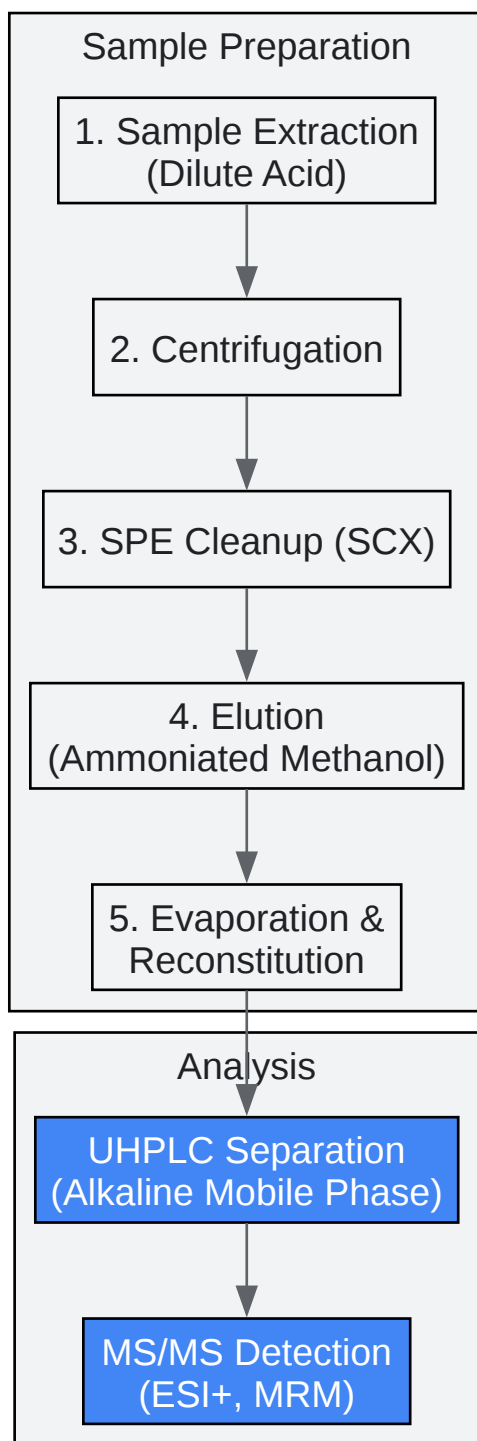 Sample Preparation
1. Sample Extraction
(Dilute Acid)
2. Centrifugation
3. SPE Cleanup (SCX)
4. Elution
(Ammoniated Methanol)
5. Evaporation &
Reconstitution
Analysis
UHPLC Separation
(Alkaline Mobile Phase)
MS/MS Detection
(ESI+, MRM)